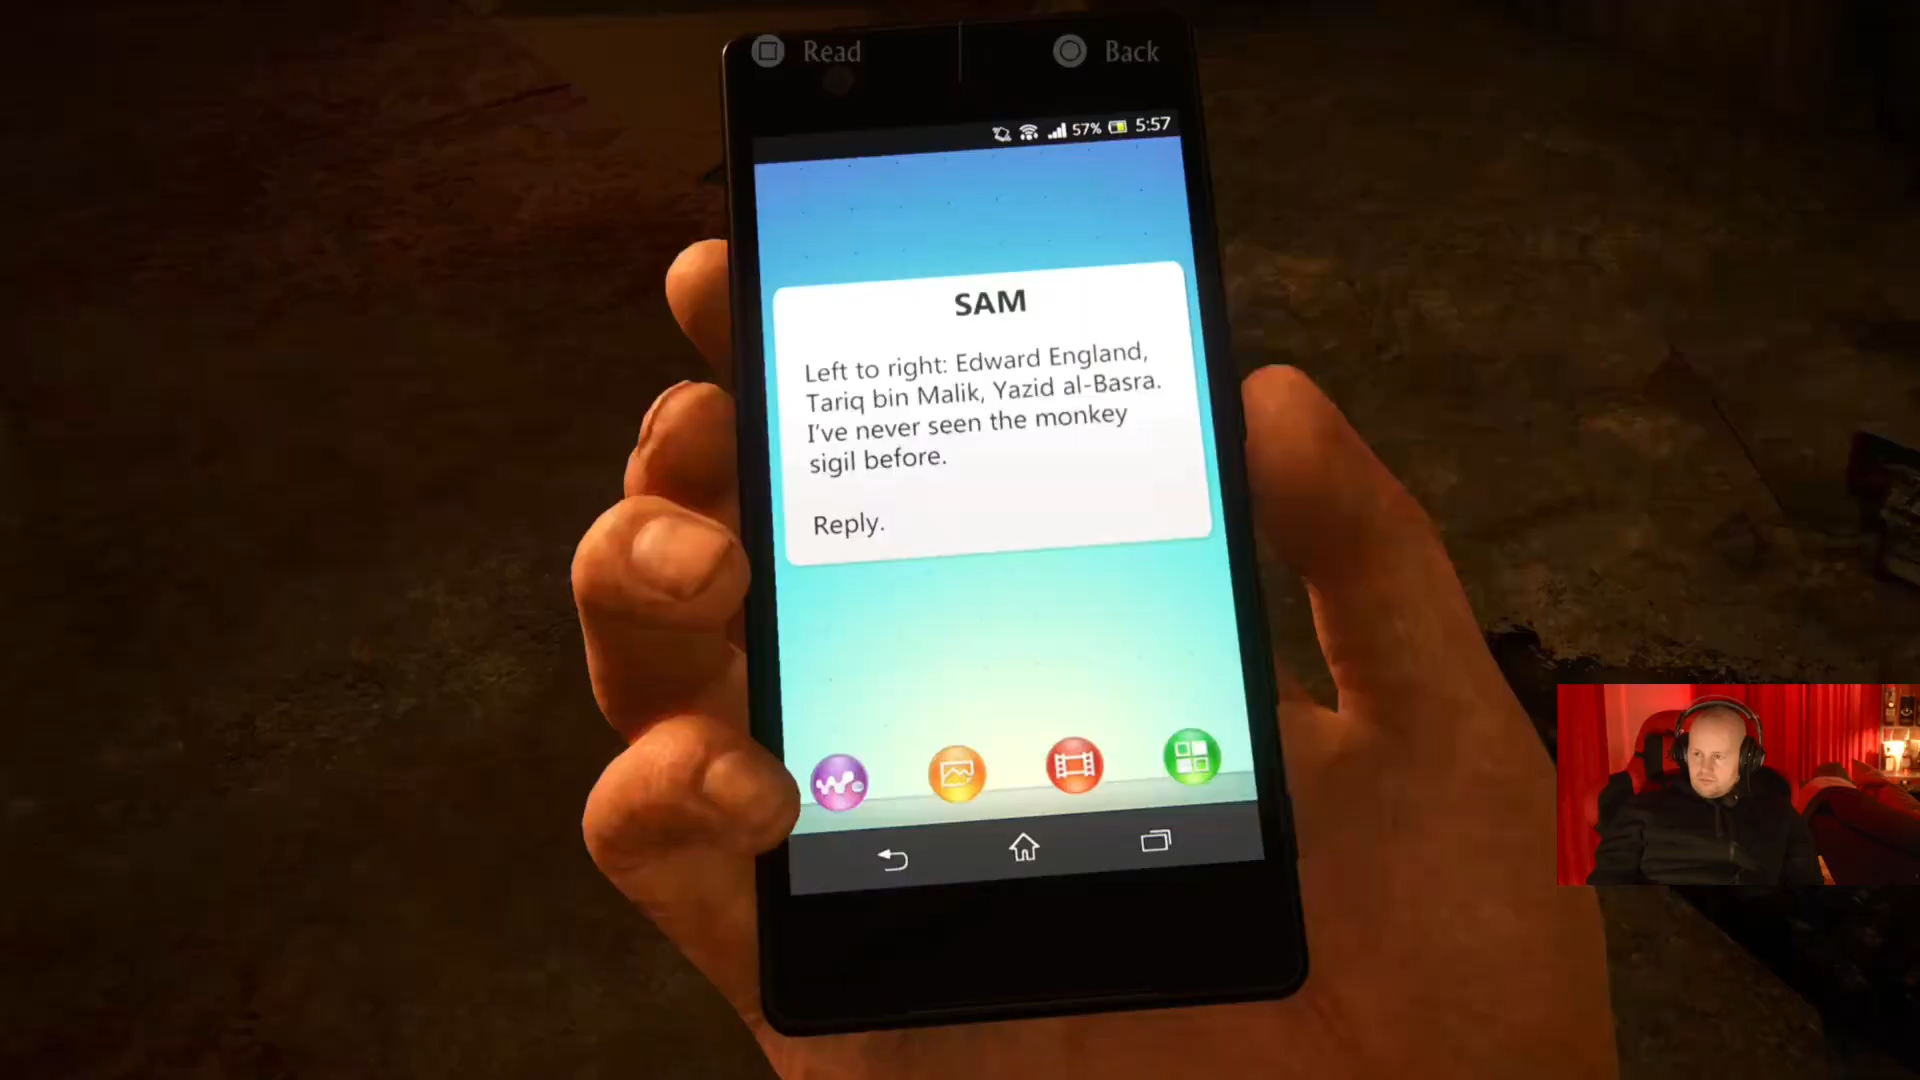 Read
Back
57% 5:57
SAM
Left to right: Edward England,
Tariq bin Malik, Yazid al-Basra.
I've never seen the monkey
sigil before.
Reply.